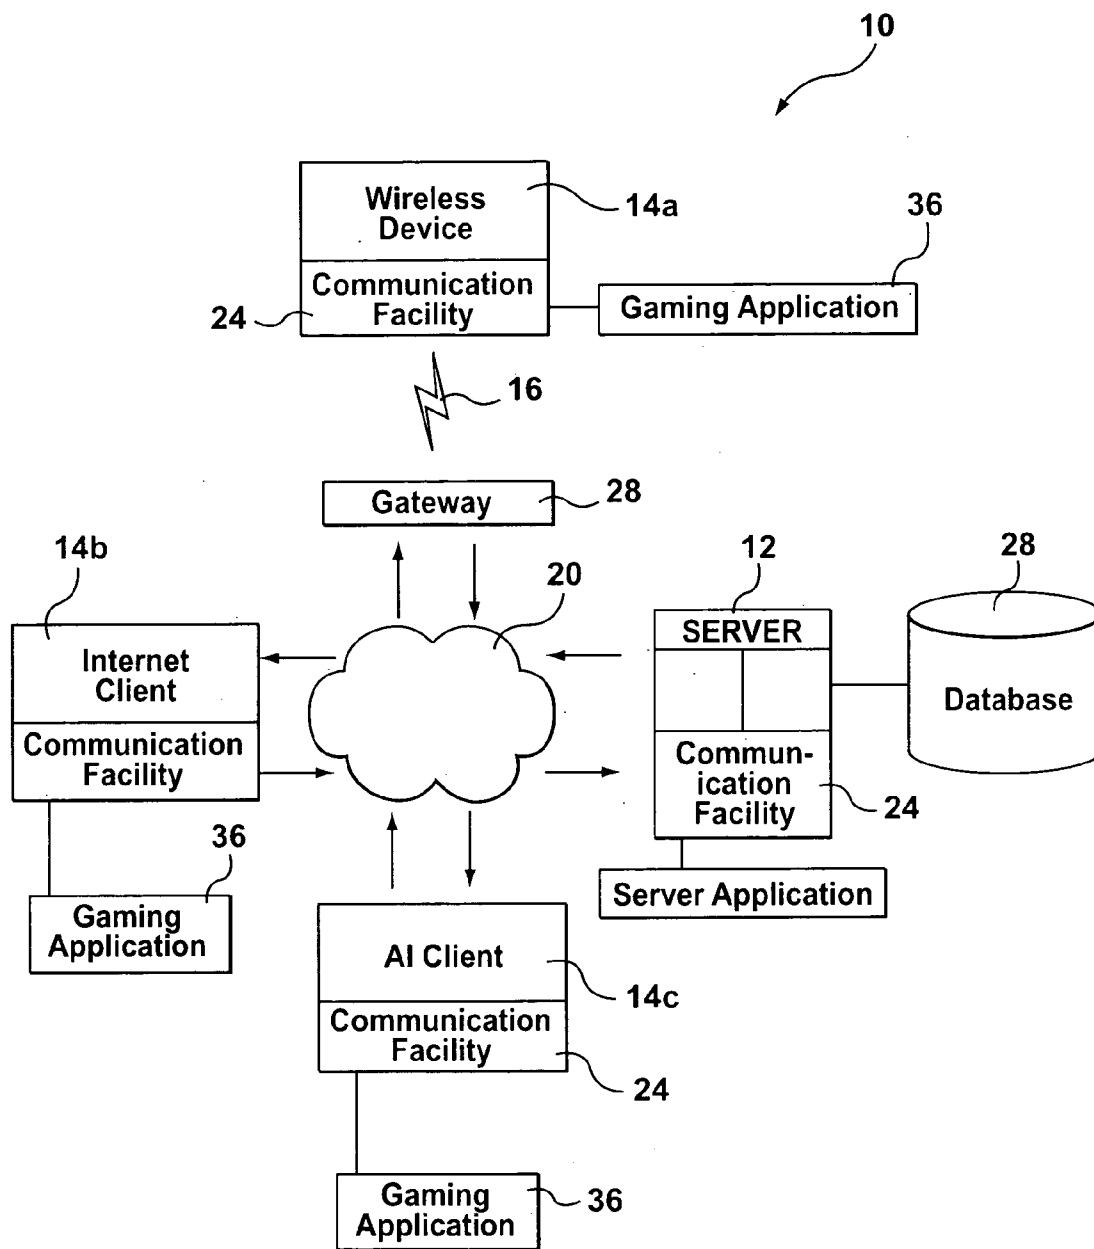 10
Wireless
Device
14a
36
Communication
Facility
24
Gaming Application
16
Gateway
28
14b
20
12
28
SERVER
Internet
Client
Database
Communication
Facility
Commun-
ication
Facility
24
36
Server Application
Gaming
Application
AI Client
14c
Communication
Facility
24
Gaming
Application
36